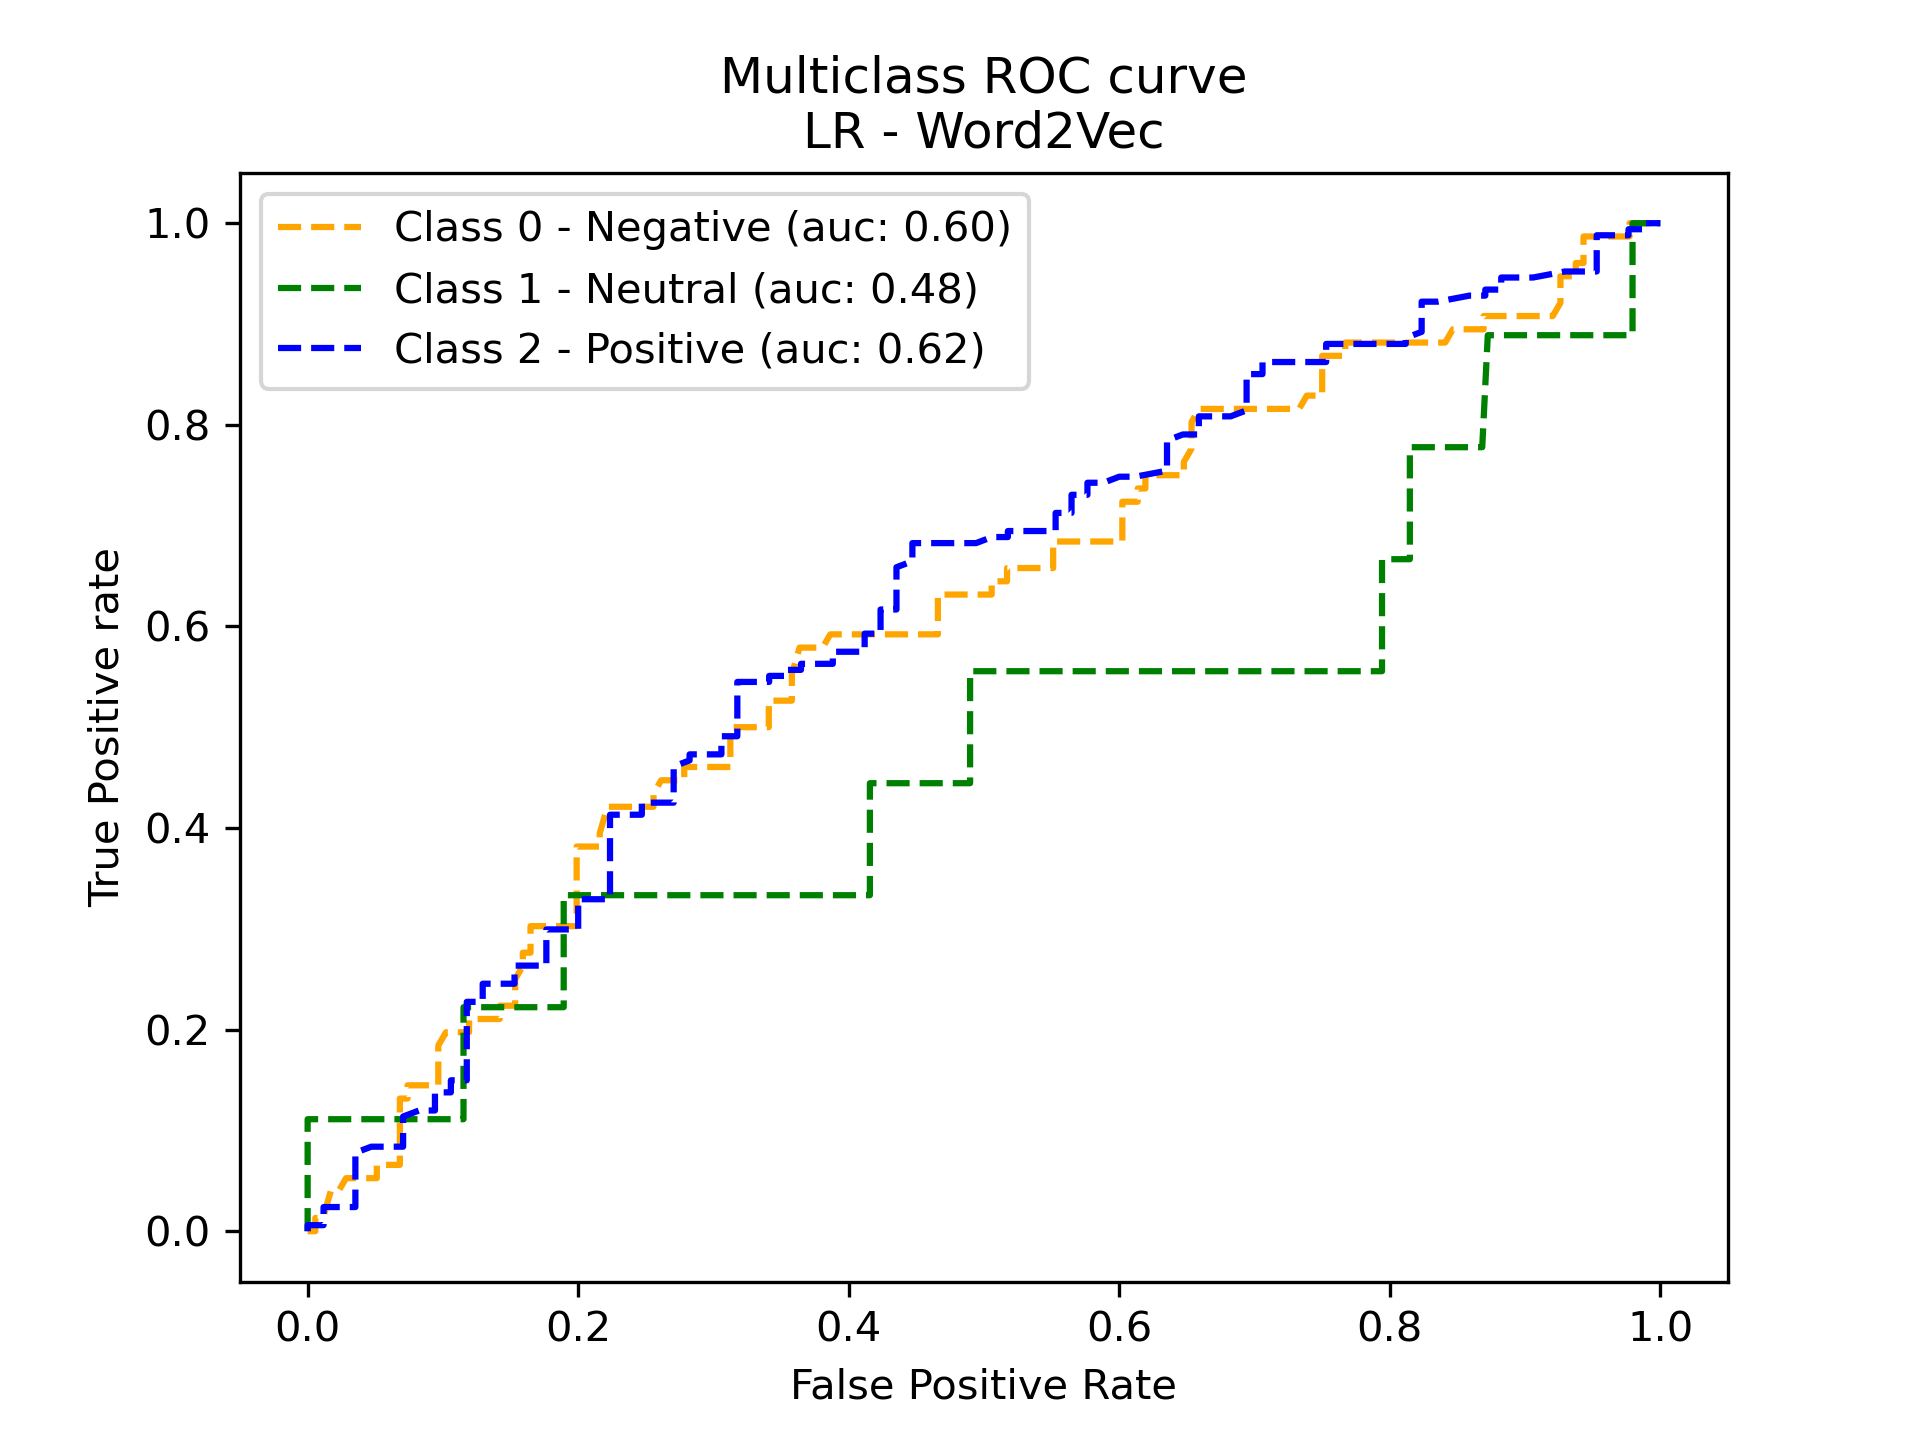 Multiclass ROC curve
LR - Word2Vec
Class 0 - Negative (auc: 0.60)
Class 1 - Neutral (auc: 0.48)
Class 2 - Positive (auc: 0.62)
1.0
0.8
0.6
0.4
0.2
0.0
True Positive rate
0.0 0.2 0.4 0.6 0.8 1.0
False Positive Rate